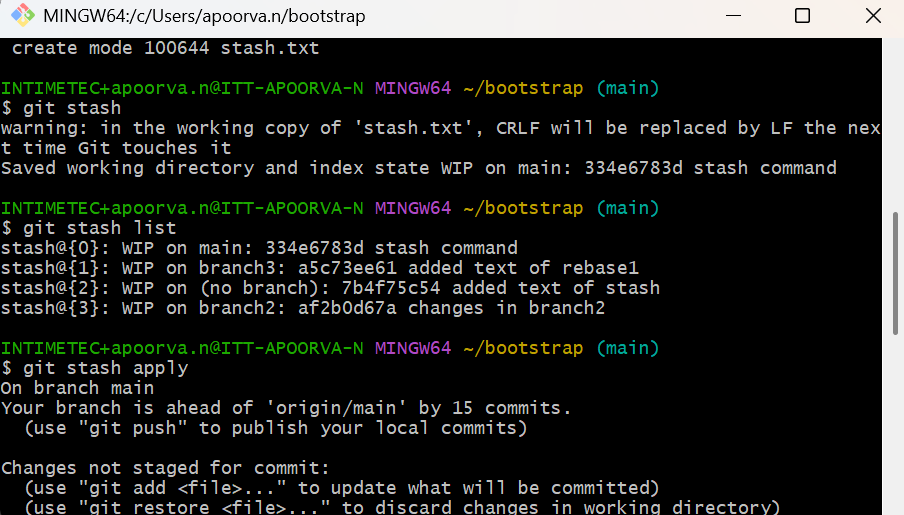 MINGW64:/c/Users/apoorva.n/bootstrap
create mode 100644 stash.txt
INTIMETEC+apoorva.n@ITT-APOORVA-N MINGW64 ~/bootstrap (main)
$ git stash
warning: in the working copy of 'stash.txt', CRLF will be replaced by LF the nex
t time Git touches it
Saved working directory and index state WIP on main: 334e6783d stash command
INTIMETEC+apoorva.n@ITT-APOORVA-N MINGW64 ~/bootstrap (main)
$ git stash list
stash@{0}: WIP on main: 334e6783d stash command
stash@{1}: WIP on branch3: a5c73ee61 added text of rebase1
stash@{2}: WIP on (no branch): 7b4f75c54 added text of stash
stash@{3}: WIP on branch2: af2b0d67a changes in branch2
INTIMETEC+apoorva.n@ITT-APOORVA-N MINGW64 ~/bootstrap (main)
$ git stash apply
On branch main
Your branch is ahead of 'origin/main' by 15 commits.
(use "git push" to publish your local commits)
Changes not staged for commit:
(use "git add <file>..." to update what will be committed)
(use "git restore <file>..." to discard changes in working directory)